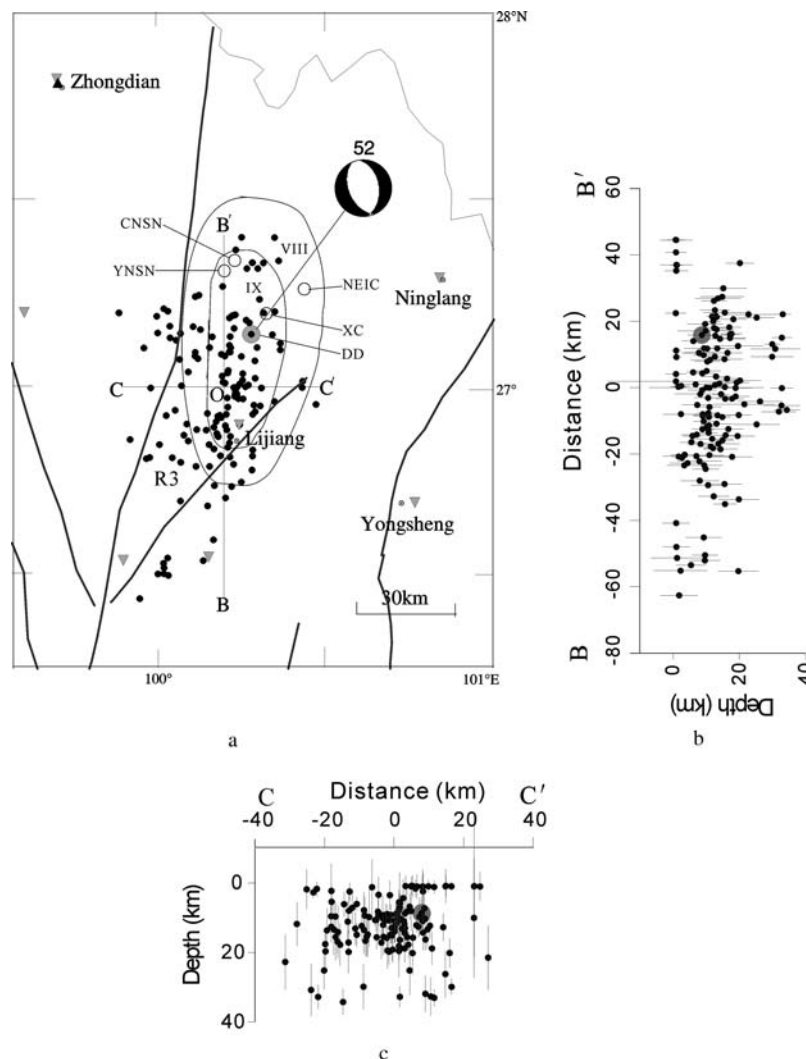 28°N
Zhongdian
52
CNSN
B'
VIII
YNSN
IX
NEIC
Ninglang
XC
DD
C
O
C'
27°
Lijiang
R3
Yongsheng
B
30km
100°
101°E
a
B'
60
40
20
0
-20
-40
-60
-80
Distance (km)
B
0
20
40
Depth (km)
b
Distance (km)
C
C'
-40
-20
0
20
40
Depth (km)
0
20
40
c